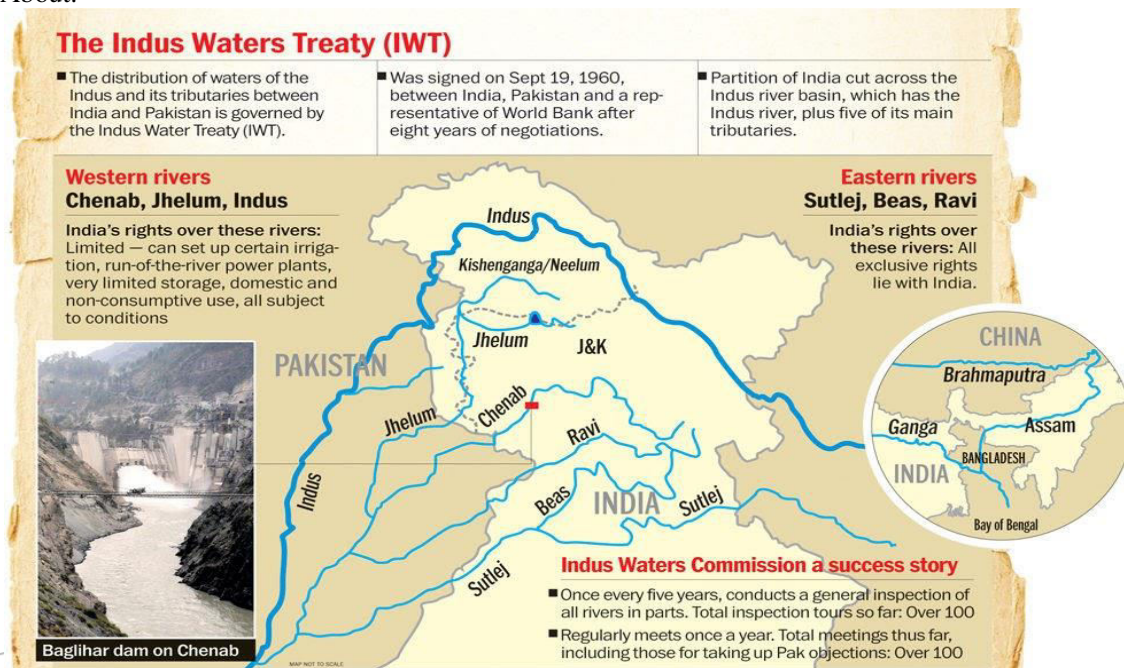 About:
The Indus Waters Treaty (IWT)
■ The distribution of waters of the
Indus and its tributaries between
India and Pakistan is governed by
the Indus Water Treaty (IWT).
■ Was signed on Sept 19, 1960,
between India, Pakistan and a rep-
resentative of World Bank after
eight years of negotiations.
■ Partition of India cut across the
Indus river basin, which has the
Indus river, plus five of its main
tributaries.
Western rivers
Chenab, Jhelum, Indus
India's rights over these rivers:
Limited — can set up certain irriga-
tion, run-of-the-river power plants,
very limited storage, domestic and
non-consumptive use, all subject
to conditions
Eastern rivers
Sutlej, Beas, Ravi
India's rights over
these rivers: All
exclusive rights
lie with India.
Indus
Kishenganga/Neelum
Jhelum
J&K
PAKISTAN
Jhelum
Chenab
Ravi
Indus
Beas
INDIA
Sutlej
Sutlej
CHINA
Brahmaputra
Ganga
Assam
BANGLADESH
INDIA
Bay of Bengal
Baglihar dam on Chenab
MAP NOT TO SCALE
Indus Waters Commission a success story
■ Once every five years, conducts a general inspection of
all rivers in parts. Total inspection tours so far: Over 100
■ Regularly meets once a year. Total meetings thus far,
including those for taking up Pak objections: Over 100